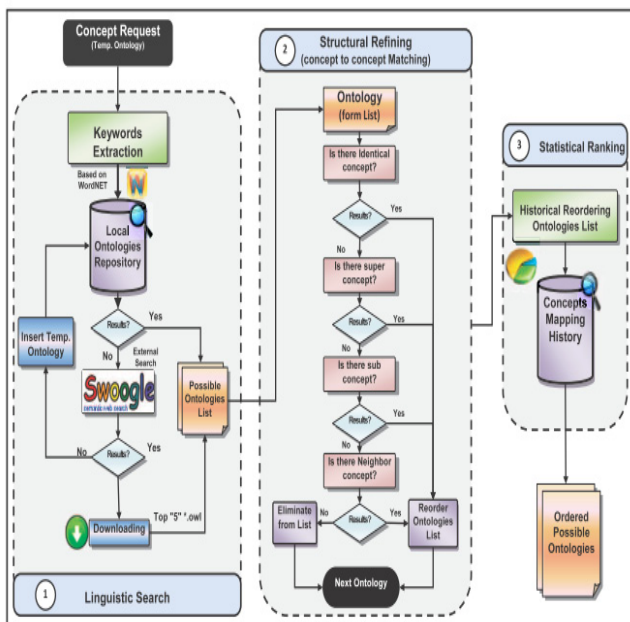 Concept Request
(Temp. Ontology)
Keywords
Extraction
Based on
WordNET
W
Local
Ontologies
Repository
Results?
Yes
No
Insert Temp.
Ontology
External
Search
Swoogle
semantic web search
Possible
Ontologies
List
Results?
No
Yes
Downloading
Top "5" *.owl
1
Linguistic Search
2
Structural Refining
(concept to concept Matching)
Ontology
(form List)
Is there Identical
concept?
Results?
Yes
No
Is there super
concept?
Results?
Yes
No
Is there sub
concept?
Results?
Yes
No
Is there Neighbor
concept?
Eliminate
from List
No
Results?
Yes
Reorder
Ontologies
List
Next Ontology
3
Statistical Ranking
Historical Reordering
Ontologies List
Concepts
Mapping
History
Ordered
Possible
Ontologies